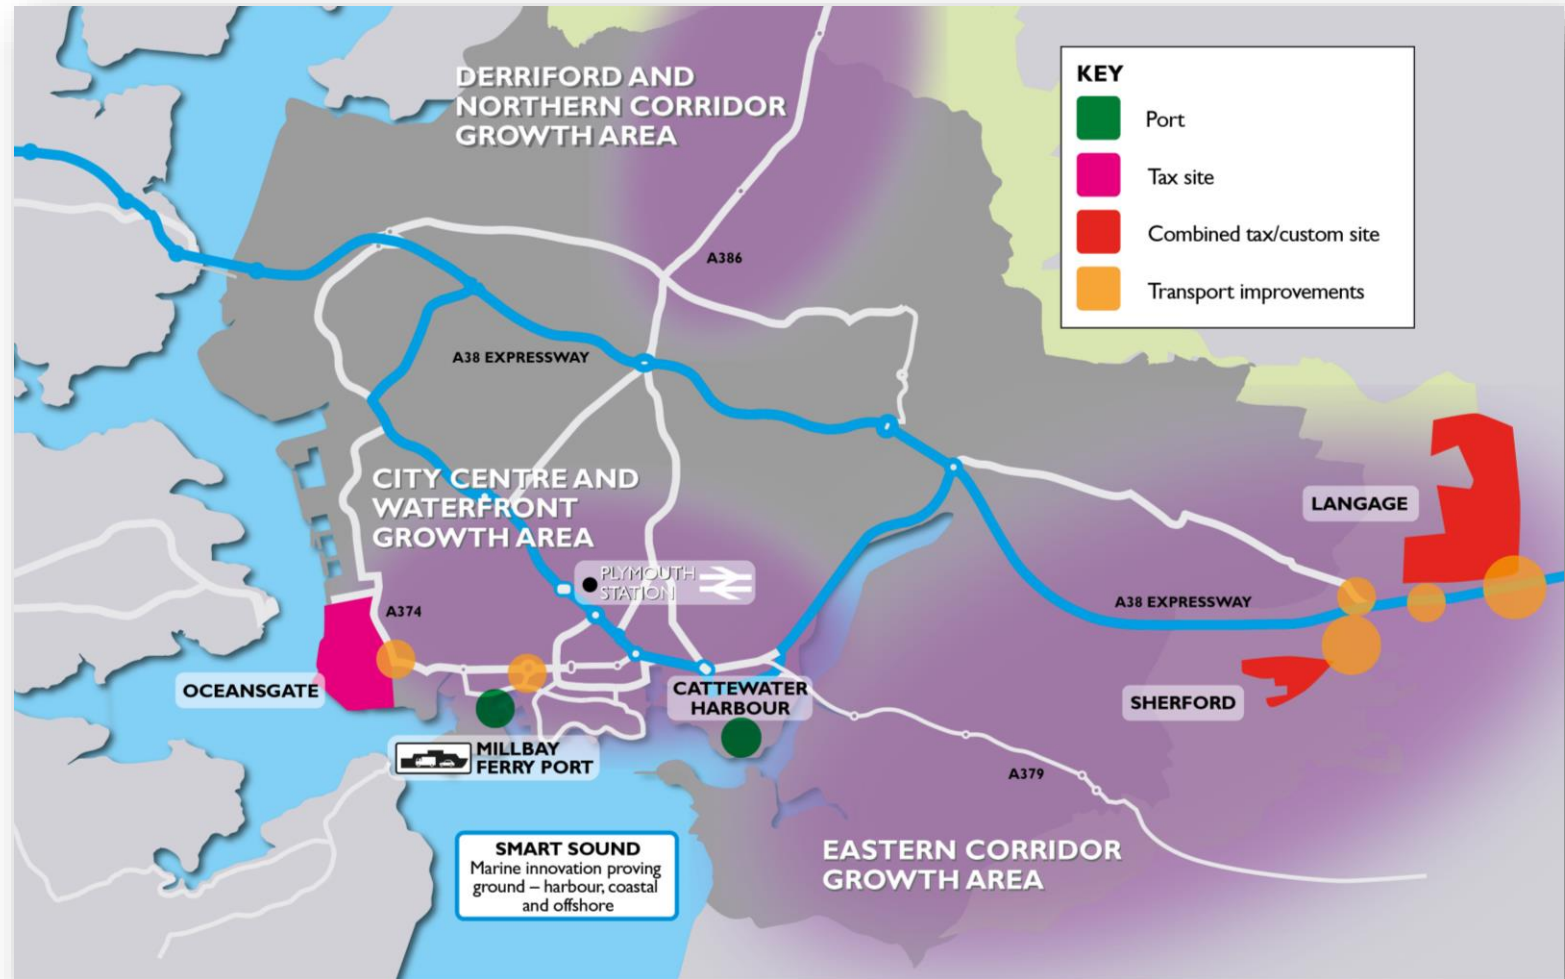 DERRIFORD AND
NORTHERN CORRIDOR
GROWTH AREA
KEY
Port
Tax site
Combined tax/custom site
Transport improvements
A386
A38 EXPRESSWAY
CITY CENTRE AND
WATERFRONT
GROWTH AREA
LANGAGE
PLYMOUTH
STATION
A374
A38 EXPRESSWAY
OCEANSGATE
CATTEWATER
HARBOUR
SHERFORD
MILLBAY
FERRY PORT
A379
SMART SOUND
Marine innovation proving
ground – harbour, coastal
and offshore
EASTERN CORRIDOR
GROWTH AREA